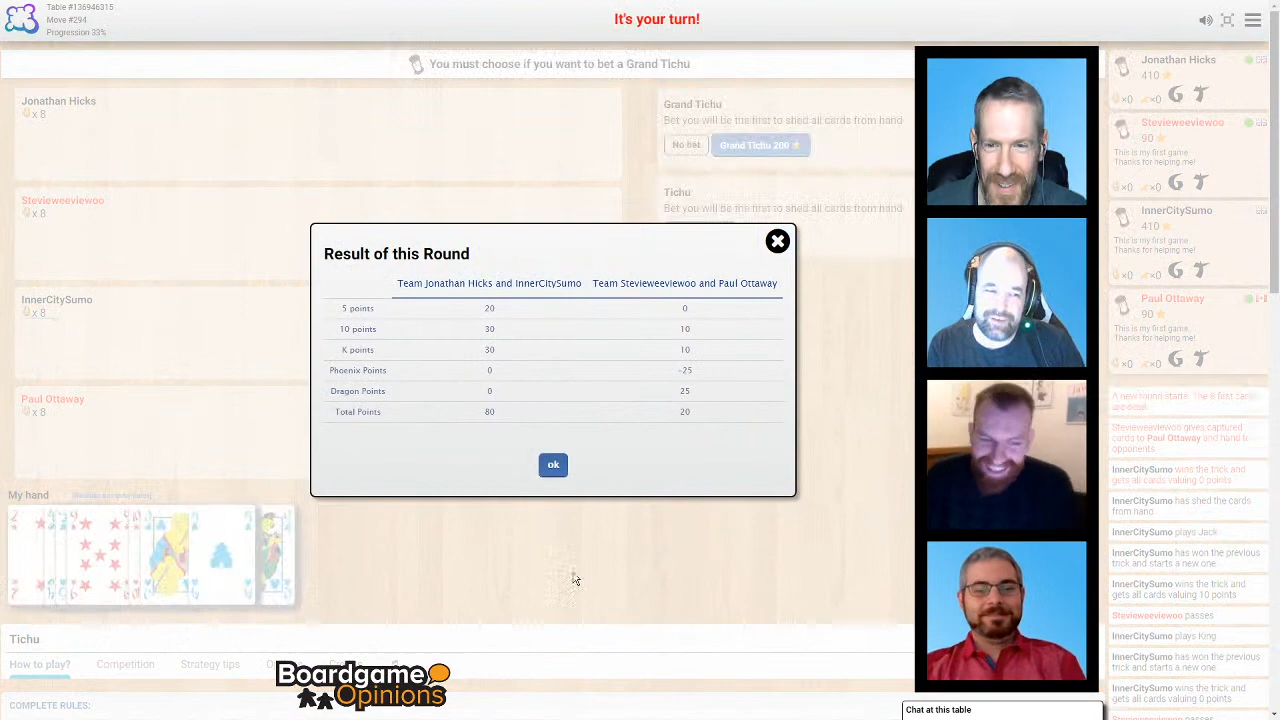 Table #136946315
Move #294
Progression 33%
It's your turn!
You must choose if you want to bet a Grand Tichu
Jonathan Hicks
x 8
Stevieweeviewoo
x 8
InnerCitySumo
x 8
Paul Ottaway
x 8
Grand Tichu
Bet you will be the first to shed all cards from hand
No bet
Grand Tichu 200
Tichu
Bet you will be the first to shed all cards from hand
Result of this Round
Team Jonathan Hicks and InnerCitySumo Team Stevieweeviewoo and Paul Ottaway
5 points 20 0
10 points 30 10
K points 30 10
Phoenix Points 0 -25
Dragon Points 0 25
Total Points 80 20
ok
My hand
Tichu
How to play?
Competition
Strategy tips
COMPLETE RULES:
Boardgame
Opinions
Jonathan Hicks
410
x0 x0
Stevieweeviewoo
90
This is my first game
Thanks for helping me!
x0 x0
InnerCitySumo
410
This is my first game
Thanks for helping me!
x0 x0
Paul Ottaway
90
This is my first game
Thanks for helping me!
x0 x0
A new round starts. The 8 first cards
are dealt
Stevieweeviewoo gives captured
cards to Paul Ottaway and hand to
opponents
InnerCitySumo wins the trick and
gets all cards valuing 0 points
InnerCitySumo has shed the cards
from hand
InnerCitySumo plays Jack
InnerCitySumo has won the previous
trick and starts a new one
InnerCitySumo wins the trick and
gets all cards valuing 10 points
Stevieweeviewoo passes
InnerCitySumo plays King
InnerCitySumo has won the previous
trick and starts a new one
InnerCitySumo wins the trick and
gets all cards valuing 0 points
Stevieweeviewoo passes
Chat at this table